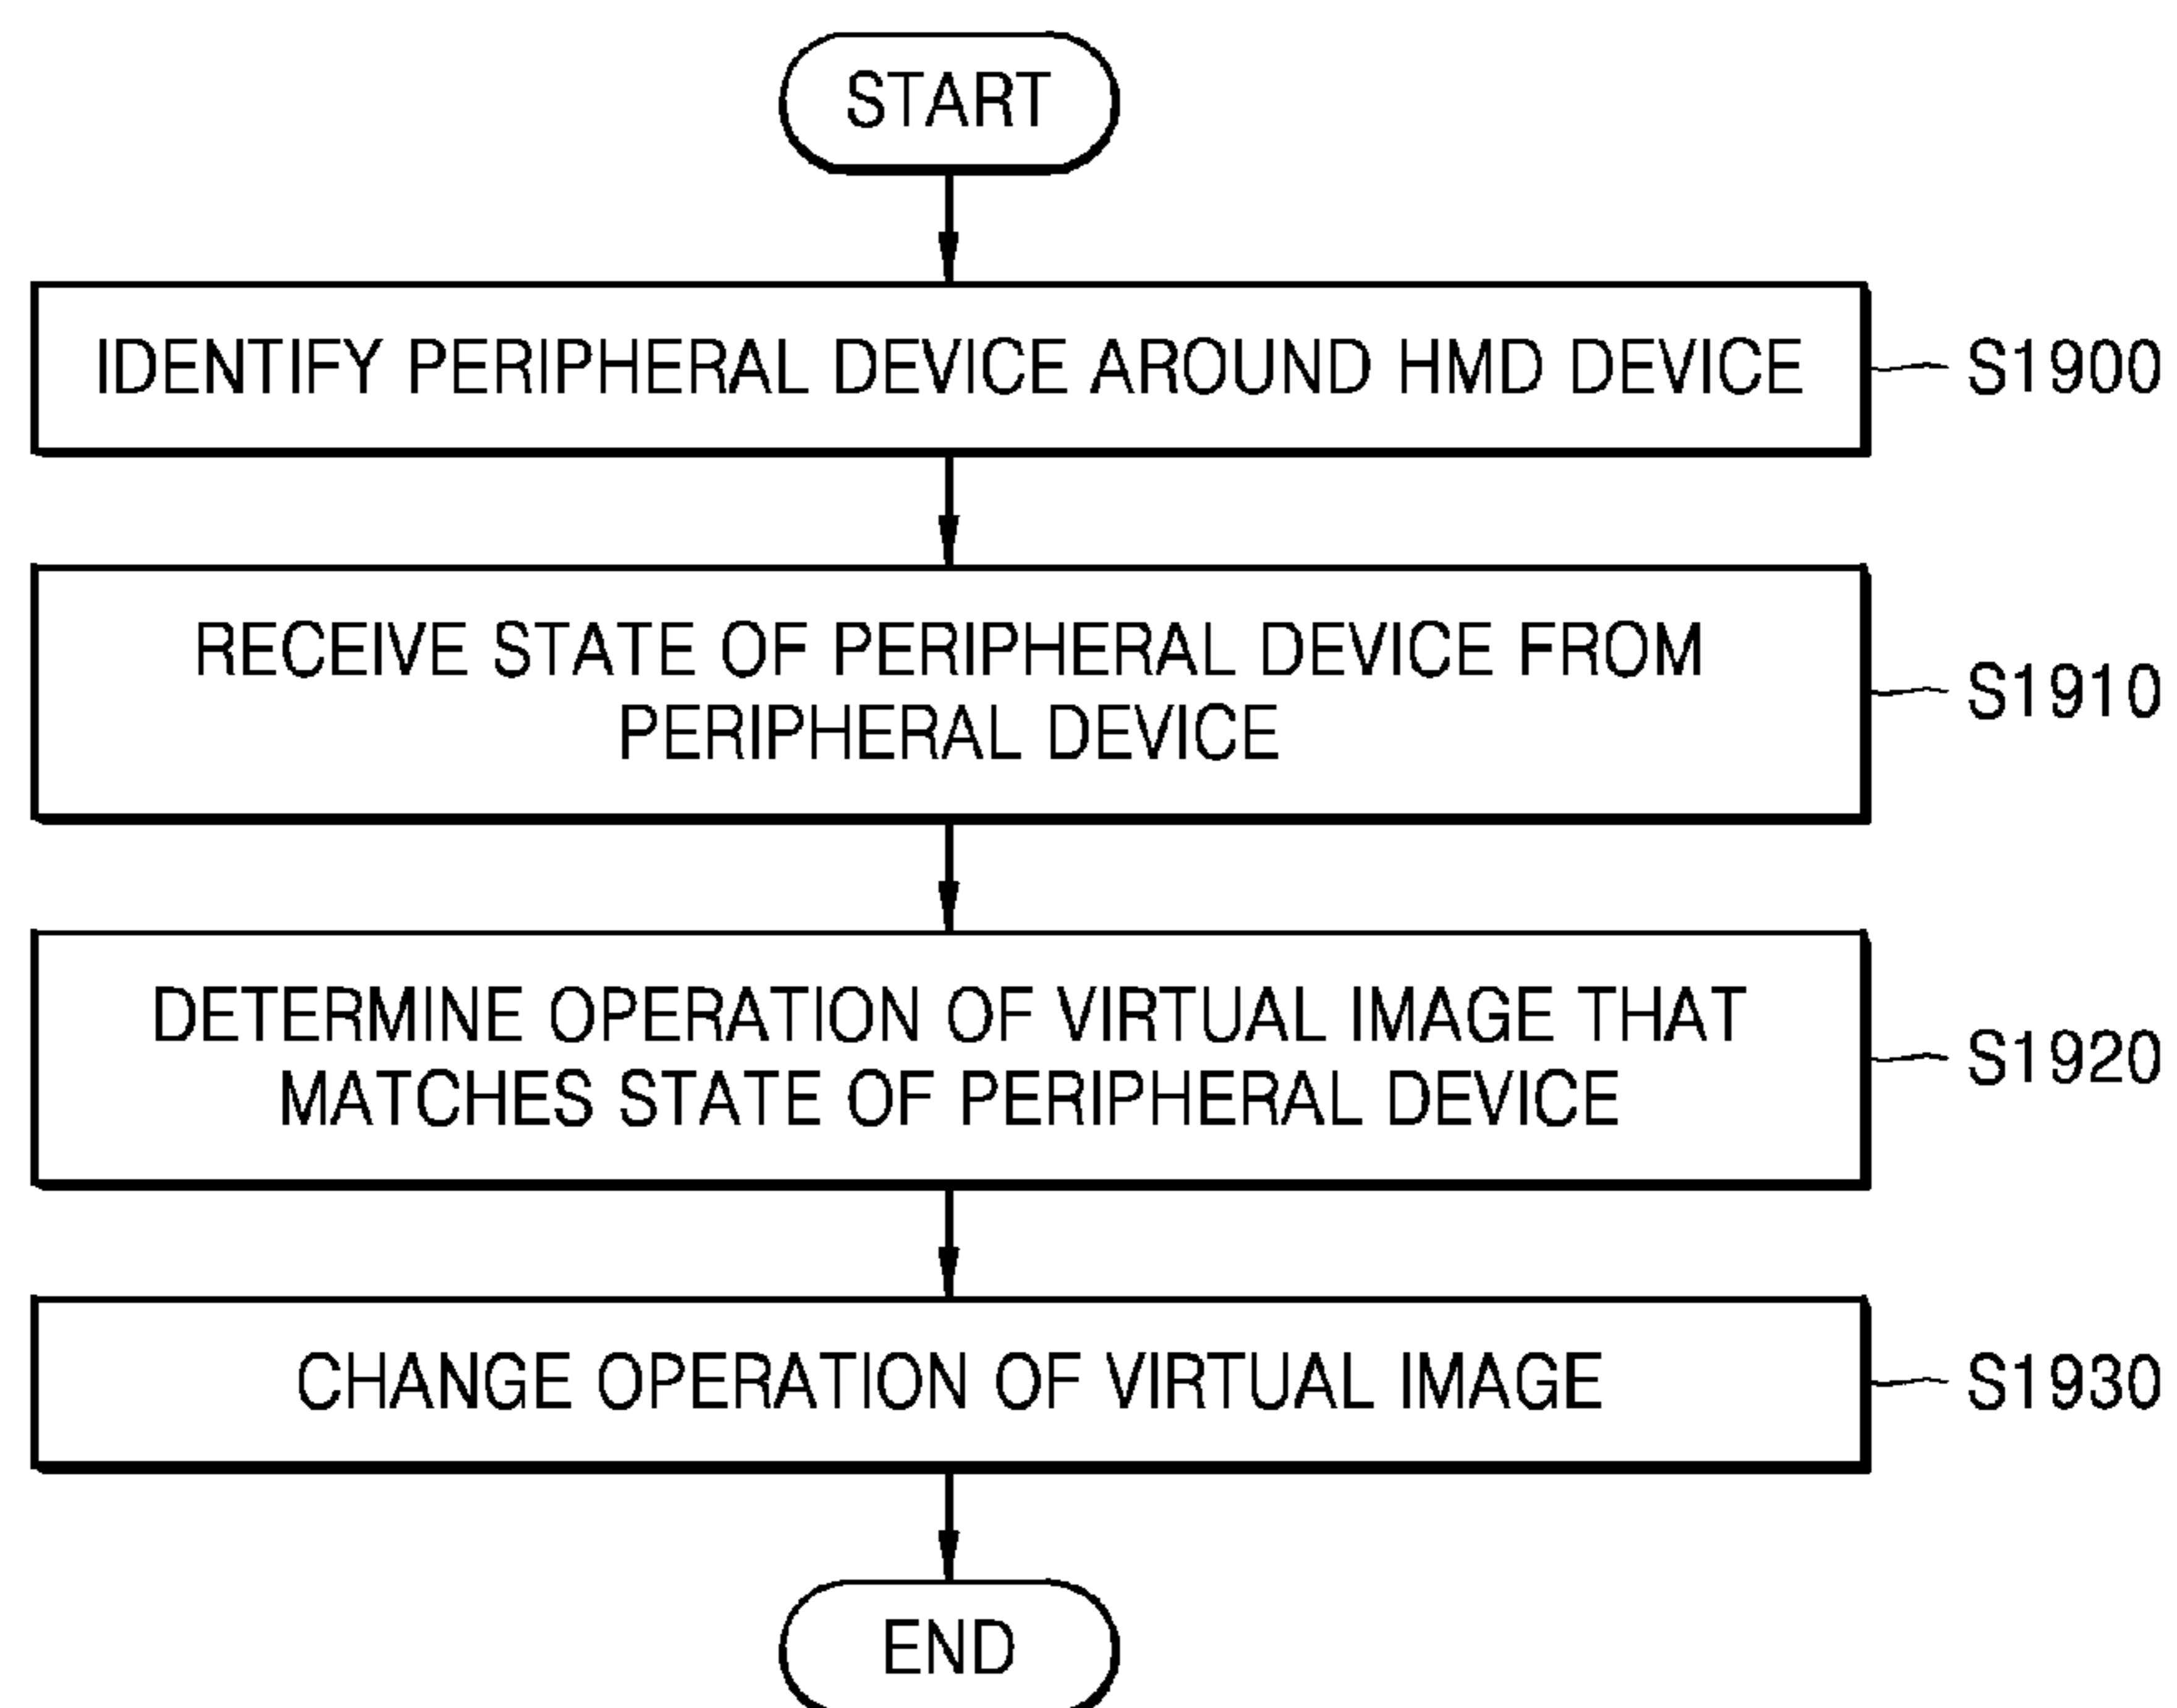 START
IDENTIFY PERIPHERAL DEVICE AROUND HMD DEVICE
S1900
RECEIVE STATE OF PERIPHERAL DEVICE FROM
PERIPHERAL DEVICE
S1910
DETERMINE OPERATION OF VIRTUAL IMAGE THAT
MATCHES STATE OF PERIPHERAL DEVICE
S1920
CHANGE OPERATION OF VIRTUAL IMAGE
S1930
END